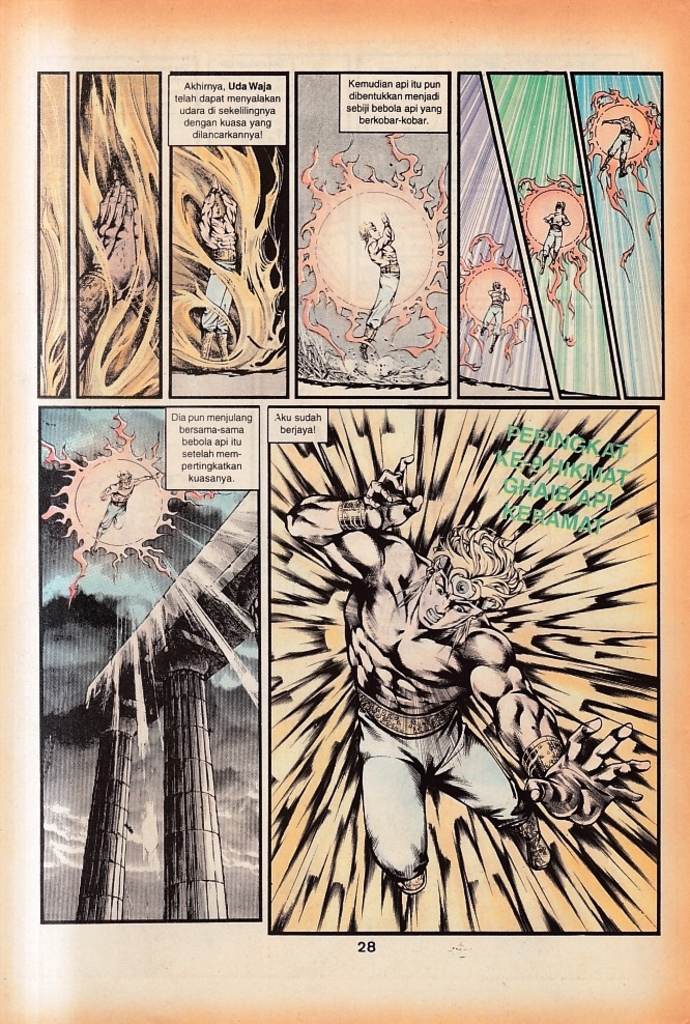 Akhirnya, Uda Waja
telah dapat menyalakan
udara di sekelilingnya
dengan kuasa yang
dilancarkannya!
Kemudian api itu pun
dibentukkan menjadi
sebiji bebola api yang
berkobar-kobar.
Dia pun menjulang
bersama-sama
bebola api itu
setelah mem-
pertingkatkan
kuasanya.
Aku sudah
berjaya!
PERINGKAT
KE-9 HIKMAT
GHAIB API
KERAMAT
28